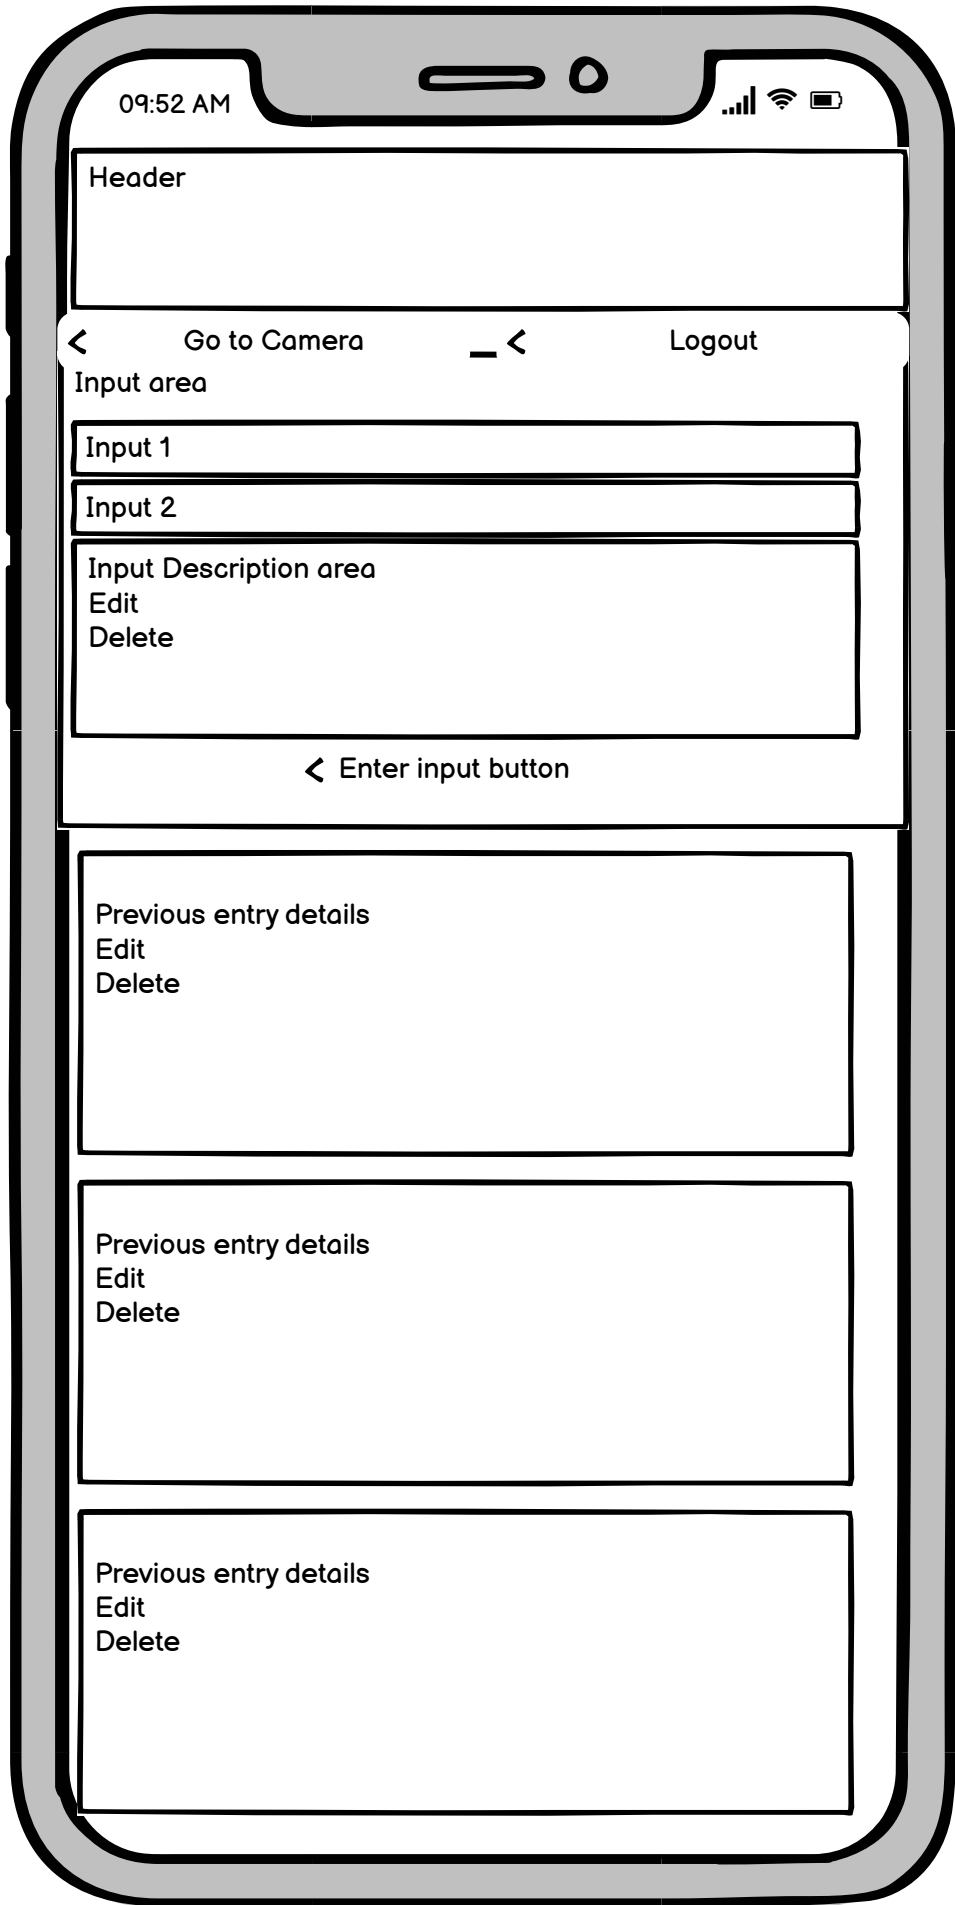 09:52 AM
Header
< Go to Camera _ < Logout
Input area
Input 1
Input 2
Input Description area
Edit
Delete
< Enter input button
Previous entry details
Edit
Delete
Previous entry details
Edit
Delete
Previous entry details
Edit
Delete